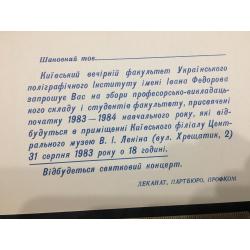 Шановний тов.
Київський вечірній факультет Українського
поліграфічного інституту імені Івана Федорова
запрошує Вас на збори професорсько-викладаць-
кого складу і студентів факультету, присвячені
початку 1983—1984 навчального року, які від-
будуться в приміщенні Київського філіалу Цент-
рального музею В. І. Леніна (вул. Хрещатик, 2)
31 серпня 1983 року о 18 годині.
Відбудеться святковий концерт.
ДЕКАНАТ, ПАРТБЮРО, ПРОФКОМ